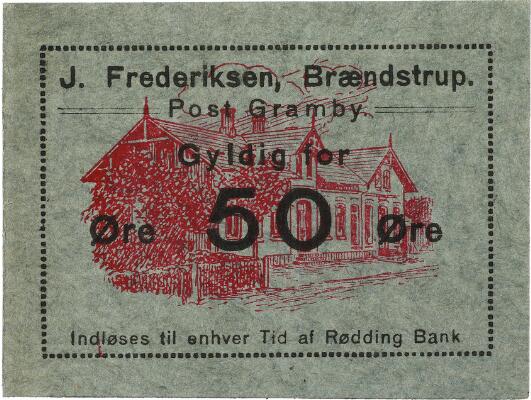 J. Frederiksen, Brændstrup.
Post Gramby.
Gyldig for
Øre 50 Øre
Indløses til enhver Tid af Rødding Bank